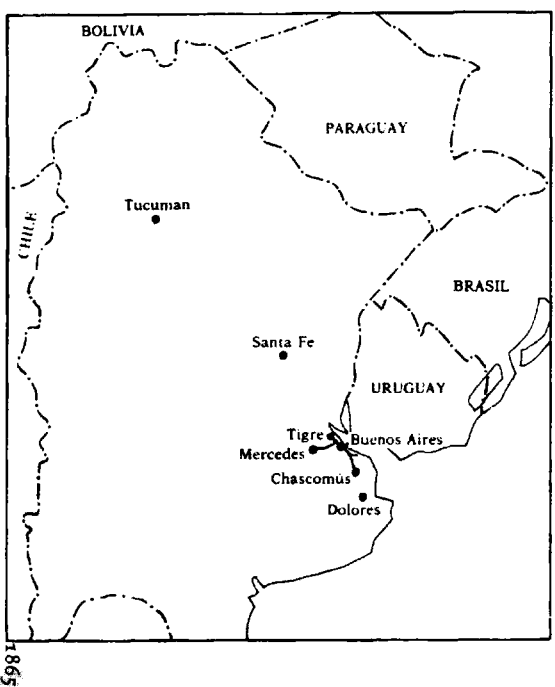 BOLIVIA
PARAGUAY
Tucuman
CHILE
BRASIL
Santa Fe
URUGUAY
Tigre
Buenos Aires
Mercedes
Chascomús
Dolores
1865